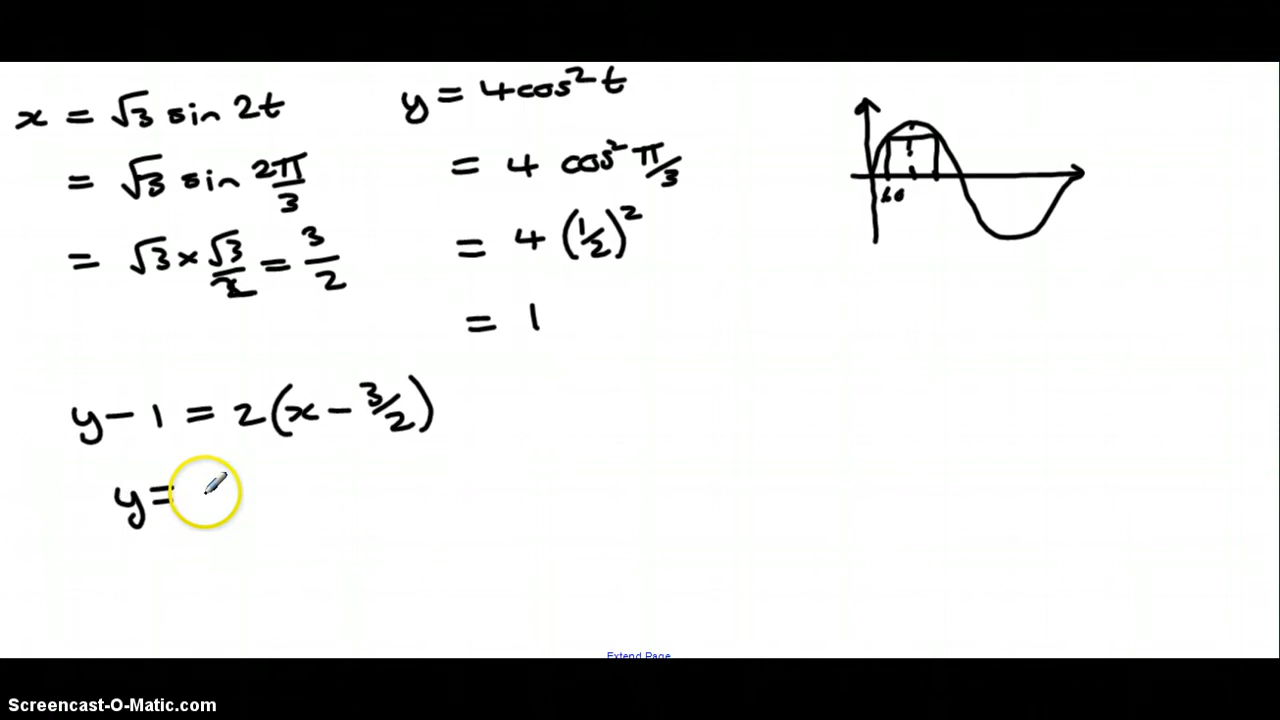 x = √3 sin 2t
= √3 sin 2π/3
= √3 × √3/2 = 3/2
y = 4cos²t
= 4 cos² π/3
= 4 (1/2)²
= 1
60
y − 1 = 2(x − 3/2)
y =
Extend Page
Screencast-O-Matic.com